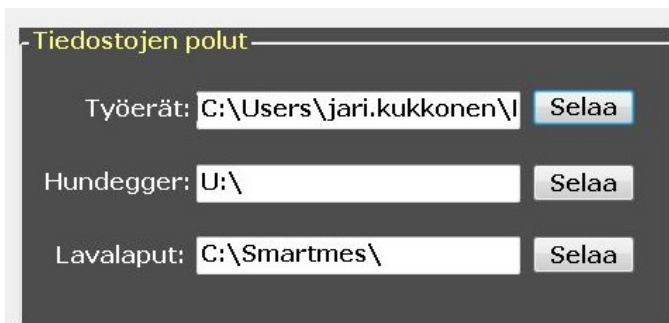 Tiedostojen polut
Työerät: C:\Users\jari.kukkonen\ Selaa
Hundegger: U:\ Selaa
Lavalaput: C:\Smartmes\ Selaa